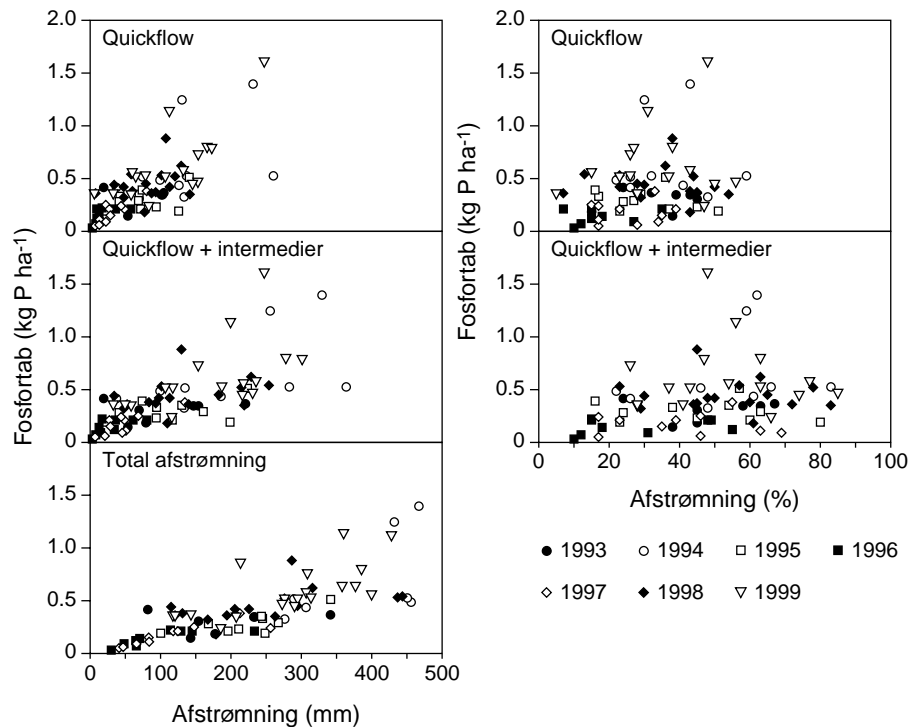 Quickflow
2.0
1.5
1.0
0.5
0
Quickflow + intermedier
1.5
1.0
0.5
0
Total afstrømning
1.5
1.0
0.5
0
0 100 200 300 400 500
Afstrømning (mm)
Fosfortab (kg P ha-1)
Quickflow
2.0
1.5
1.0
0.5
0
Quickflow + intermedier
1.5
1.0
0.5
0
0 20 40 60 80 100
Afstrømning (%)
Fosfortab (kg P ha-1)
1993 1994 1995 1996
1997 1998 1999